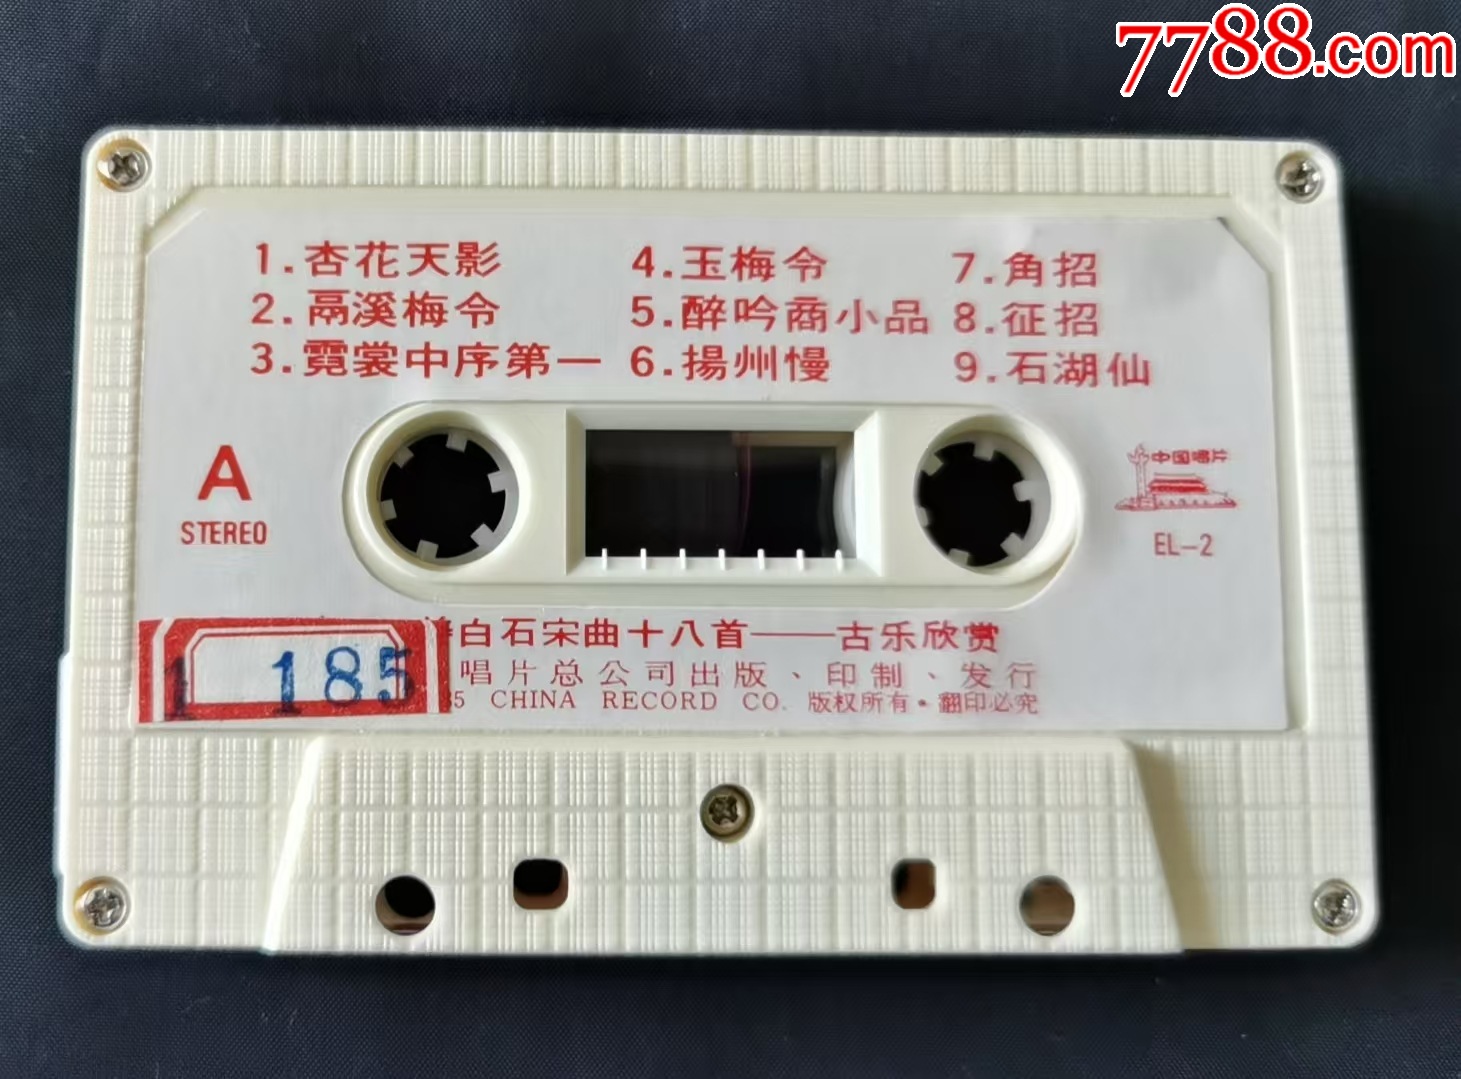 7788.com
1.杏花天影
2.鬲溪梅令
3.霓裳中序第一
4.玉梅令
5.醉吟商小品
6.揚州慢
7.角招
8.征招
9.石湖仙
A
STEREO
中国唱片
EL-2
白石宋曲十八首——古乐欣赏
唱片总公司出版、印制、发行
5 CHINA RECORD CO. 版权所有·翻印必究
1 185